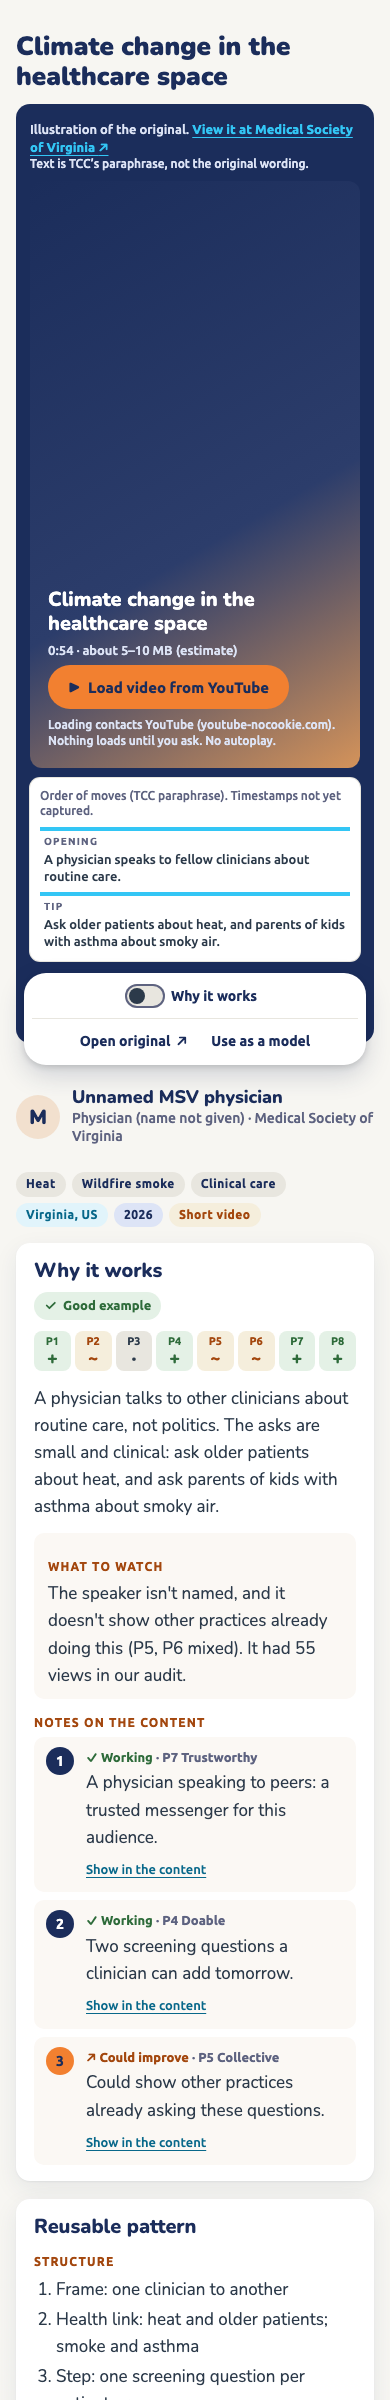 Climate change in the
healthcare space
Illustration of the original. View it at Medical Society
of Virginia ↗
Text is TCC's paraphrase, not the original wording.
Climate change in the
healthcare space
0:54 · about 5–10 MB (estimate)
▶ Load video from YouTube
Loading contacts YouTube (youtube-nocookie.com).
Nothing loads until you ask. No autoplay.
Order of moves (TCC paraphrase). Timestamps not yet
captured.
OPENING
A physician speaks to fellow clinicians about
routine care.
TIP
Ask older patients about heat, and parents of kids
with asthma about smoky air.
Why it works
Open original ↗ Use as a model
M
Unnamed MSV physician
Physician (name not given) · Medical Society of
Virginia
Heat Wildfire smoke Clinical care
Virginia, US 2026 Short video
Why it works
✓ Good example
P1 P2 P3 P4 P5 P6 P7 P8
+ ~ · + ~ ~ + +
A physician talks to other clinicians about
routine care, not politics. The asks are
small and clinical: ask older patients
about heat, and ask parents of kids with
asthma about smoky air.
WHAT TO WATCH
The speaker isn't named, and it
doesn't show other practices already
doing this (P5, P6 mixed). It had 55
views in our audit.
NOTES ON THE CONTENT
1 ✓ Working · P7 Trustworthy
A physician speaking to peers: a
trusted messenger for this
audience.
Show in the content
2 ✓ Working · P4 Doable
Two screening questions a
clinician can add tomorrow.
Show in the content
3 ↗ Could improve · P5 Collective
Could show other practices
already asking these questions.
Show in the content
Reusable pattern
STRUCTURE
1. Frame: one clinician to another
2. Health link: heat and older patients;
smoke and asthma
3. Step: one screening question per